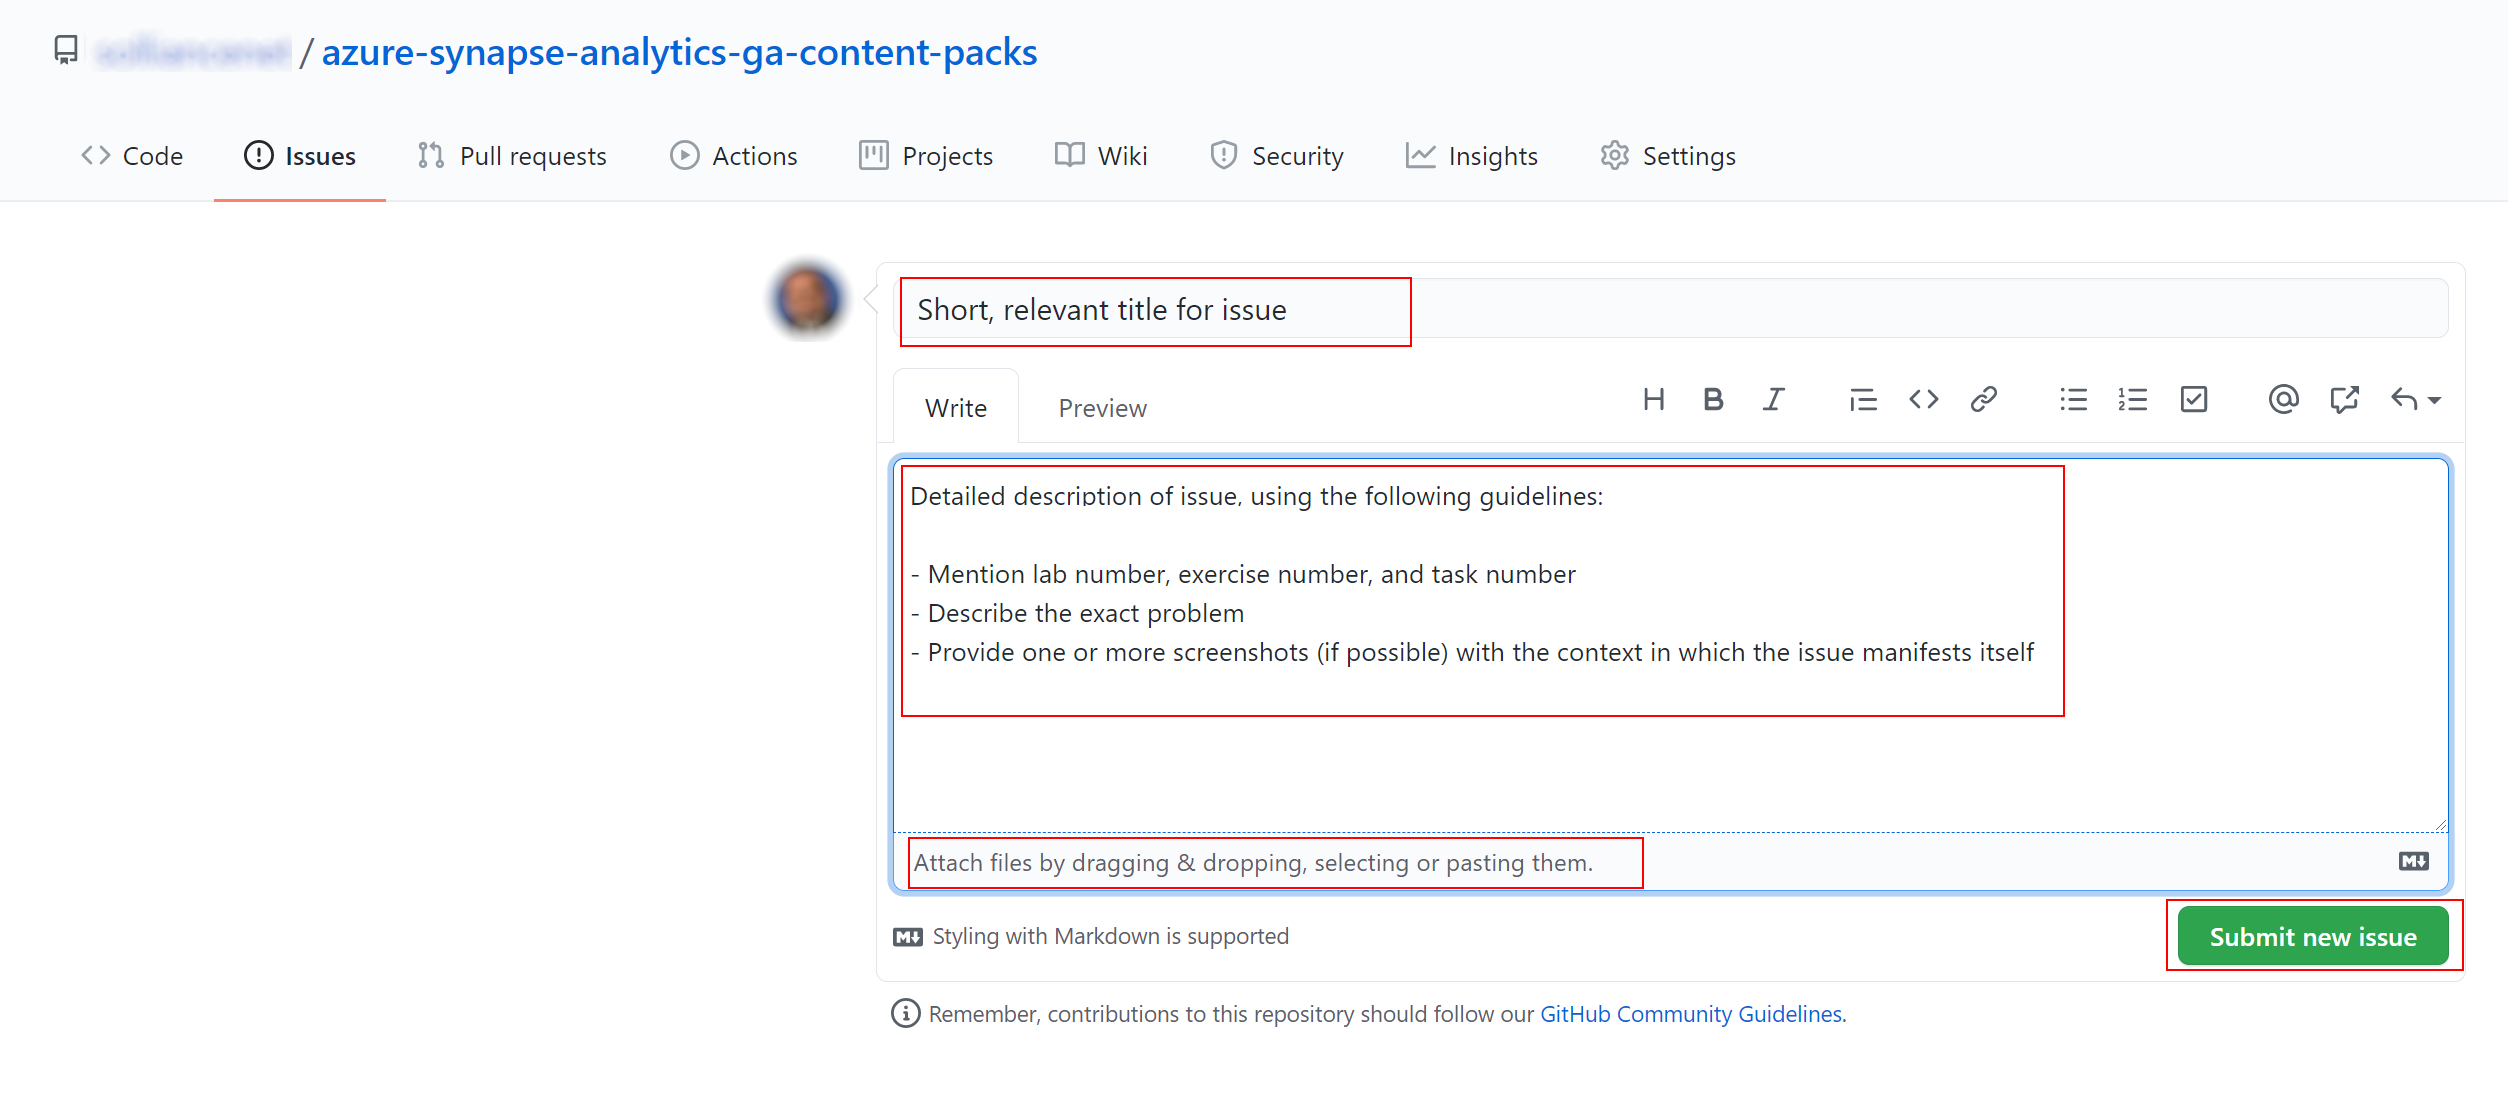 / azure-synapse-analytics-ga-content-packs
Code Issues Pull requests Actions Projects Wiki Security Insights Settings
Short, relevant title for issue
Write Preview
Detailed description of issue, using the following guidelines:
- Mention lab number, exercise number, and task number
- Describe the exact problem
- Provide one or more screenshots (if possible) with the context in which the issue manifests itself
Attach files by dragging & dropping, selecting or pasting them.
Styling with Markdown is supported
Submit new issue
Remember, contributions to this repository should follow our GitHub Community Guidelines.